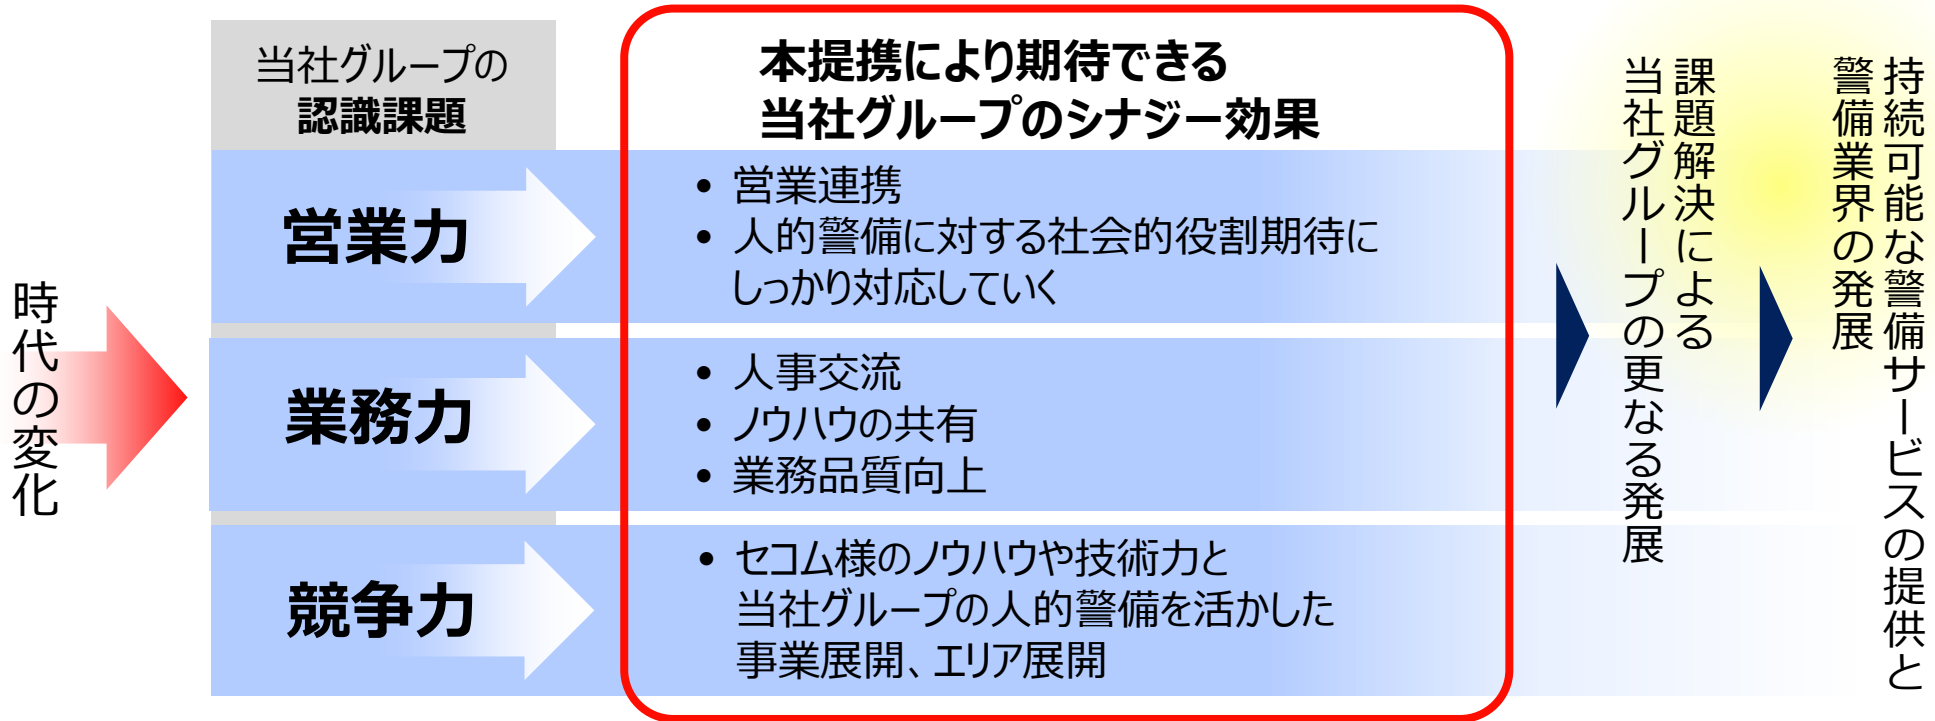 時代の変化
当社グループの
認識課題
本提携により期待できる
当社グループのシナジー効果
営業力
• 営業連携
• 人的警備に対する社会的役割期待に
しっかり対応していく
業務力
• 人事交流
• ノウハウの共有
• 業務品質向上
競争力
• セコム様のノウハウや技術力と
当社グループの人的警備を活かした
事業展開、エリア展開
課題解決による
当社グループの更なる発展
持続可能な警備サービスの提供と
警備業界の発展